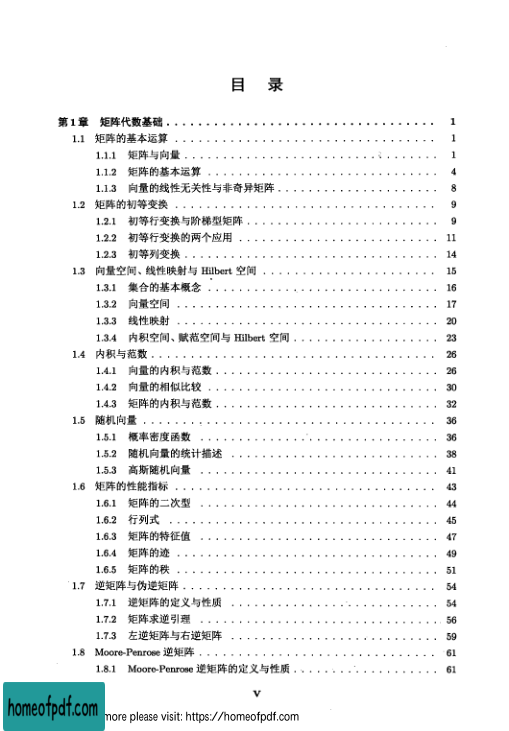 目 录
第1章 矩阵代数基础 1
1.1 矩阵的基本运算 1
1.1.1 矩阵与向量 1
1.1.2 矩阵的基本运算 4
1.1.3 向量的线性无关性与非奇异矩阵 8
1.2 矩阵的初等变换 9
1.2.1 初等行变换与阶梯型矩阵 9
1.2.2 初等行变换的两个应用 11
1.2.3 初等列变换 14
1.3 向量空间、线性映射与 Hilbert 空间 15
1.3.1 集合的基本概念 16
1.3.2 向量空间 17
1.3.3 线性映射 20
1.3.4 内积空间、赋范空间与 Hilbert 空间 23
1.4 内积与范数 26
1.4.1 向量的内积与范数 26
1.4.2 向量的相似比较 30
1.4.3 矩阵的内积与范数 32
1.5 随机向量 36
1.5.1 概率密度函数 36
1.5.2 随机向量的统计描述 38
1.5.3 高斯随机向量 41
1.6 矩阵的性能指标 43
1.6.1 矩阵的二次型 44
1.6.2 行列式 45
1.6.3 矩阵的特征值 47
1.6.4 矩阵的迹 49
1.6.5 矩阵的秩 51
1.7 逆矩阵与伪逆矩阵 54
1.7.1 逆矩阵的定义与性质 54
1.7.2 矩阵求逆引理 56
1.7.3 左逆矩阵与右逆矩阵 59
1.8 Moore-Penrose 逆矩阵 61
1.8.1 Moore-Penrose 逆矩阵的定义与性质 61
V
homeofpdf.com
more please visit: https://homeofpdf.com